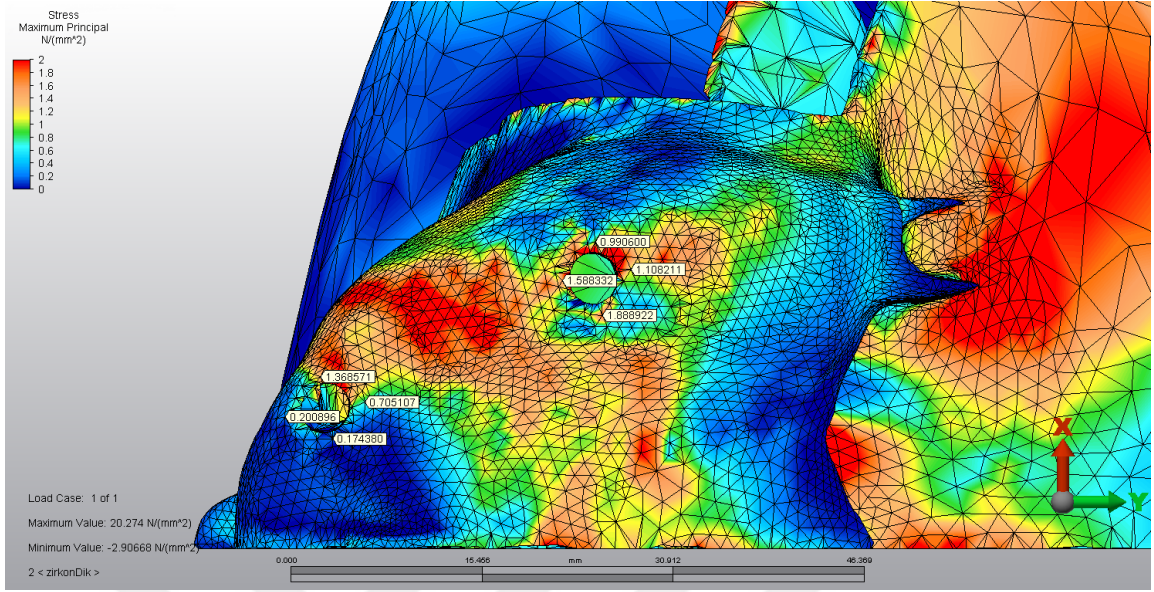 Stress
Maximum Principal
N/(mm^2)
2
1.8
1.6
1.4
1.2
1
0.8
0.6
0.4
0.2
0
0.990600
1.108211
1.588332
1.888922
1.368571
0.705107
0.200896
0.174380
X
Y
Load Case: 1 of 1
Maximum Value: 20.274 N/(mm^2)
Minimum Value: -2.90668 N/(mm^2)
2 < zirkonDik >
0.000 15.456 mm 30.912 46.369